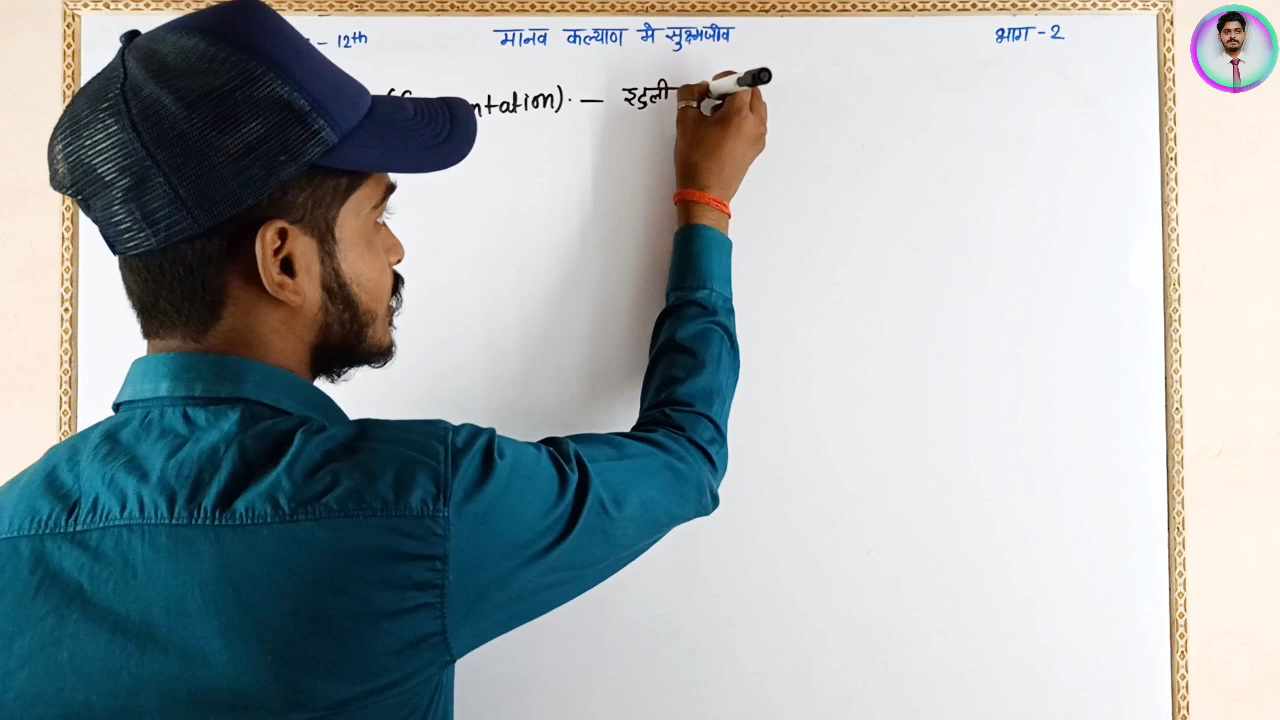 - 12th मानव कल्याण मे सुक्ष्मजीव भाग - 2
ntation). — इडली